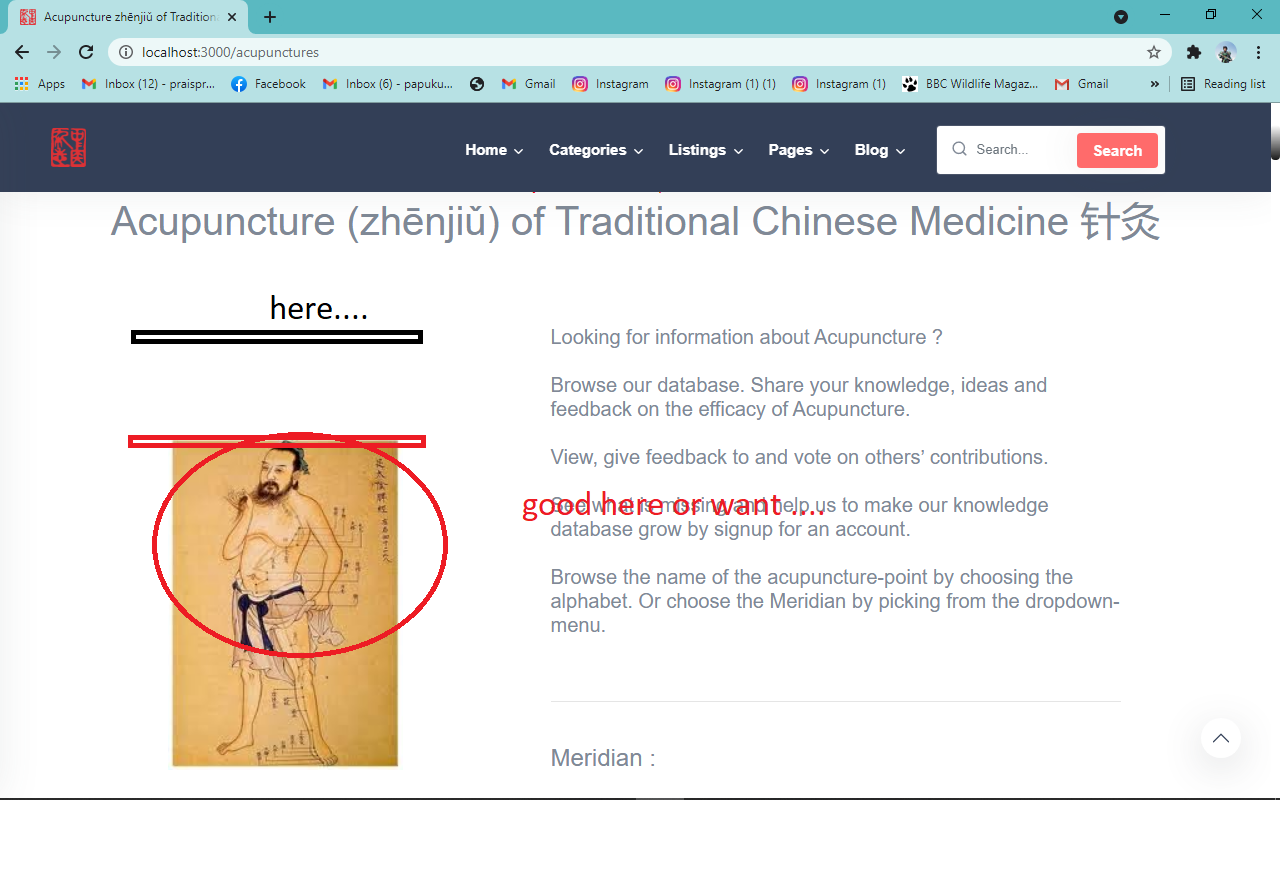 Acupuncture zhēnjiǔ of Tradition
localhost:3000/acupunctures
Apps
Inbox (12) - praispr...
Facebook
Inbox (6) - papuku...
Gmail
Instagram
Instagram (1) (1)
Instagram (1)
BBC Wildlife Magaz...
Gmail
»
Reading list
Home
Categories
Listings
Pages
Blog
Search...
Search
Acupuncture (zhēnjiǔ) of Traditional Chinese Medicine 针灸
here....
Looking for information about Acupuncture ?
Browse our database. Share your knowledge, ideas and
feedback on the efficacy of Acupuncture.
View, give feedback to and vote on others’ contributions.
good here or want ....
See what is missing and help us to make our knowledge
database grow by signup for an account.
Browse the name of the acupuncture-point by choosing the
alphabet. Or choose the Meridian by picking from the dropdown-
menu.
Meridian :